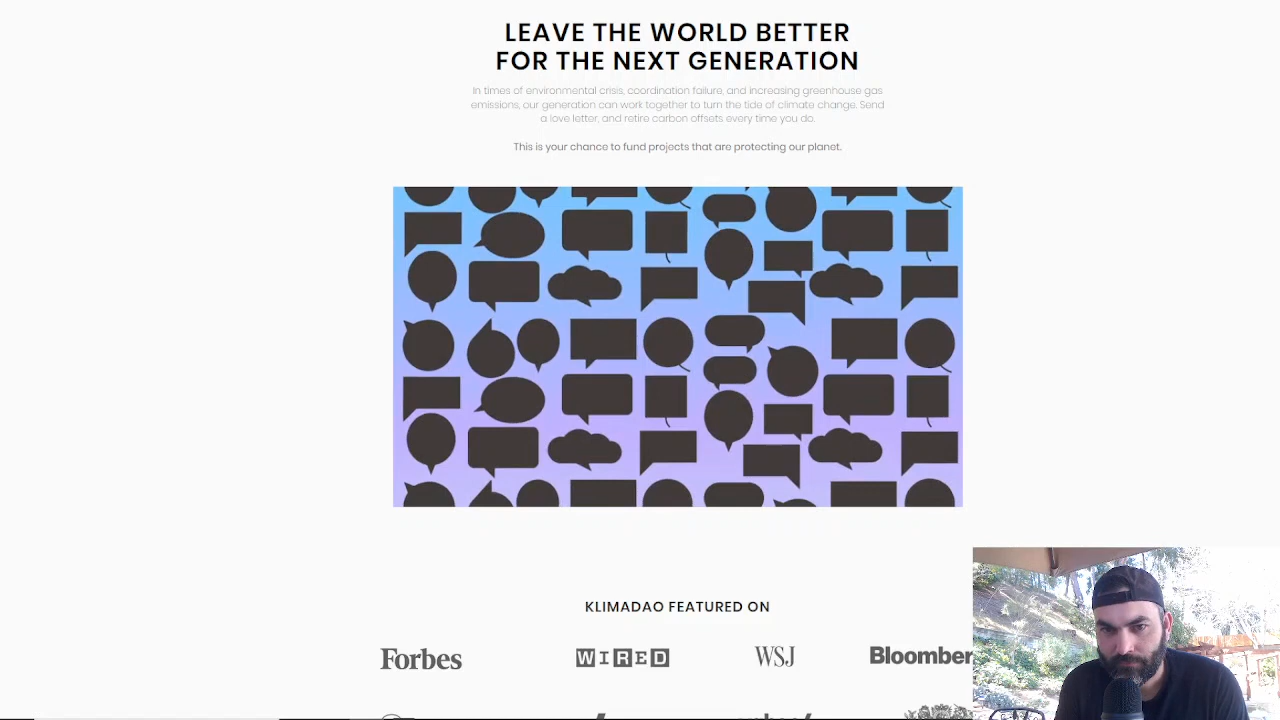 LEAVE THE WORLD BETTER
FOR THE NEXT GENERATION
In times of environmental crisis, coordination failure, and increasing greenhouse gas
emissions, our generation can work together to turn the tide of climate change. Send
a love letter, and retire carbon offsets every time you do.
This is your chance to fund projects that are protecting our planet.
KLIMADAO FEATURED ON
Forbes WIRED WSJ Bloomber